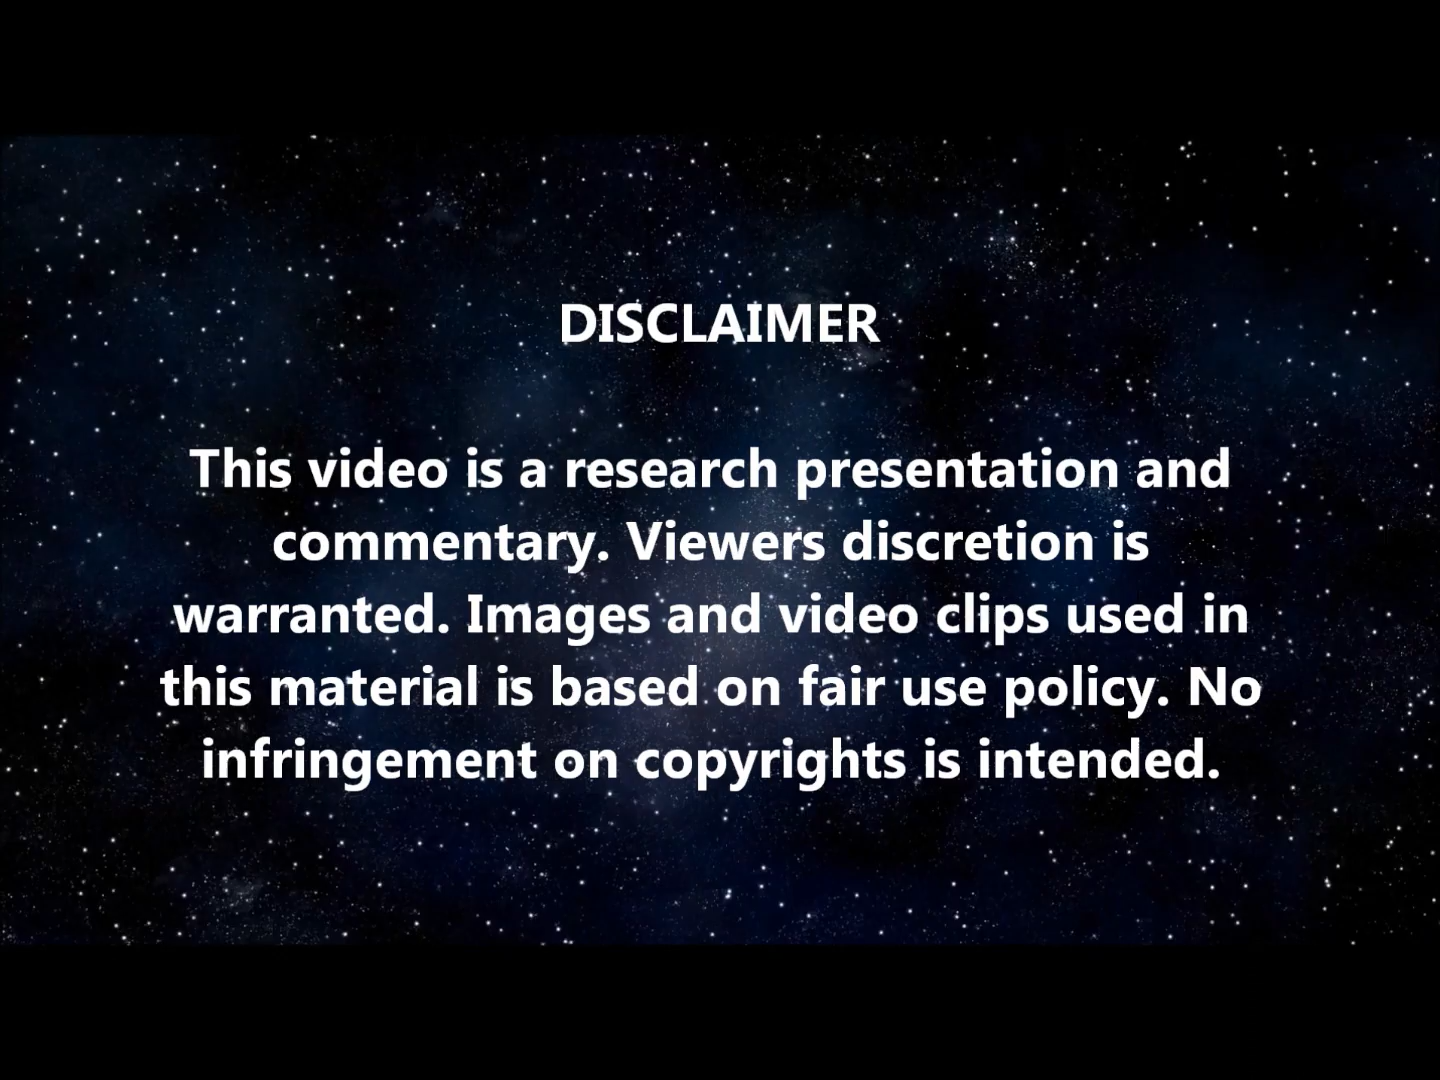 DISCLAIMER
This video is a research presentation and
commentary. Viewers discretion is
warranted. Images and video clips used in
this material is based on fair use policy. No
infringement on copyrights is intended.